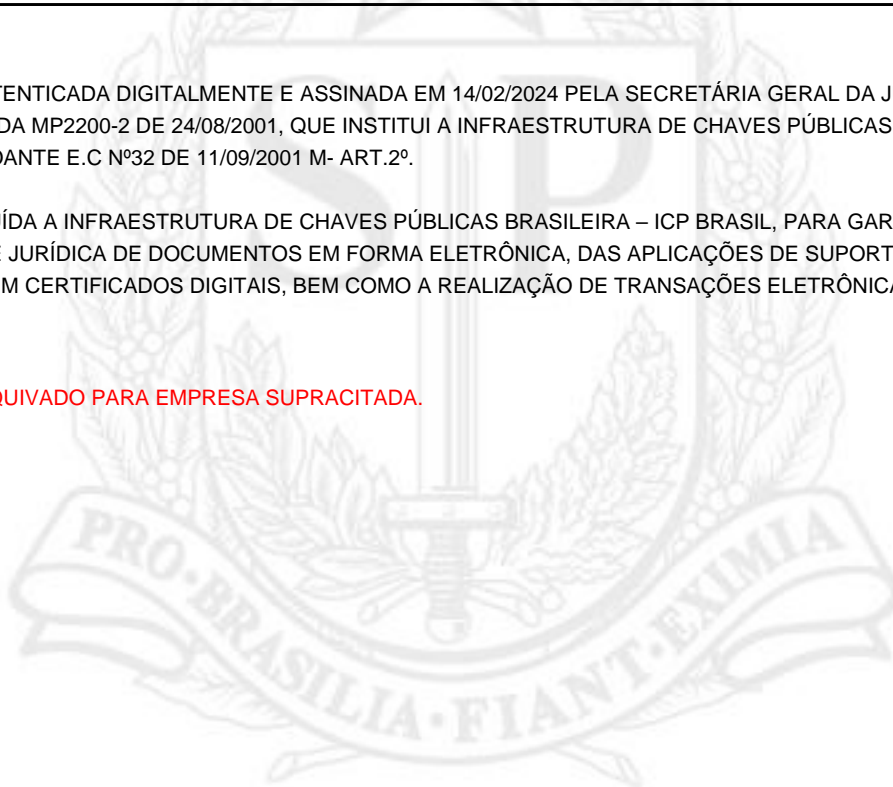 TENTICADA DIGITALMENTE E ASSINADA EM 14/02/2024 PELA SECRETÁRIA GERAL DA J
DA MP2200-2 DE 24/08/2001, QUE INSTITUI A INFRAESTRUTURA DE CHAVES PÚBLICAS
DANTE E.C Nº32 DE 11/09/2001 M- ART.2º.
UÍDA A INFRAESTRUTURA DE CHAVES PÚBLICAS BRASILEIRA – ICP BRASIL, PARA GAR
E JURÍDICA DE DOCUMENTOS EM FORMA ELETRÔNICA, DAS APLICAÇÕES DE SUPORT
M CERTIFICADOS DIGITAIS, BEM COMO A REALIZAÇÃO DE TRANSAÇÕES ELETRÔNICA
QUIVADO PARA EMPRESA SUPRACITADA.
SP
PRO·BRASILIA·FIANT·EXIMIA